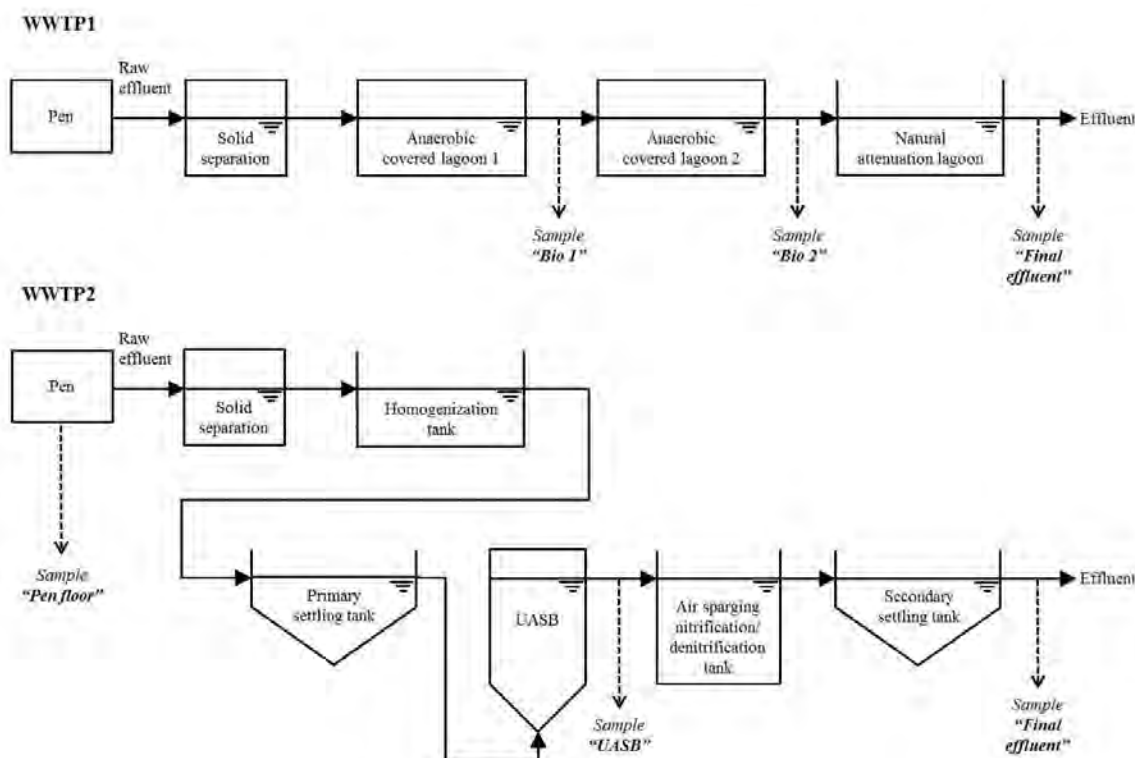 WWTP1
Pen
Raw
effluent
Solid
separation
Anaerobic
covered lagoon 1
Sample
"Bio 1"
Anaerobic
covered lagoon 2
Sample
"Bio 2"
Natural
attenuation lagoon
Sample
"Final
effluent"
Effluent
WWTP2
Pen
Raw
effluent
Solid
separation
Homogenization
tank
Sample
"Pen floor"
Primary
settling tank
UASB
Sample
"UASB"
Air sparging
nitrification/
denitrification
tank
Secondary
settling tank
Sample
"Final
effluent"
Effluent